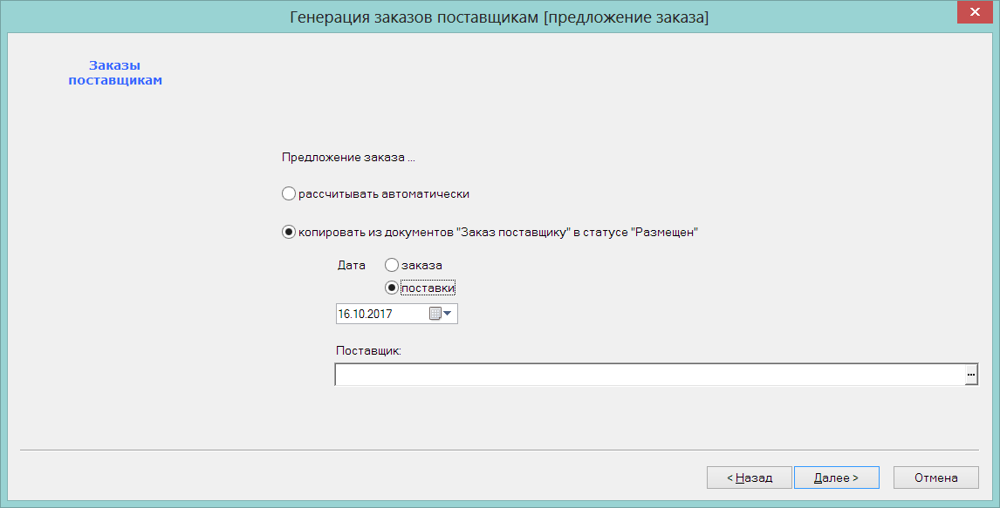 Генерация заказов поставщикам [предложение заказа]
Заказы
поставщикам
Предложение заказа ...
рассчитывать автоматически
копировать из документов "Заказ поставщику" в статусе "Размещен"
Дата
заказа
поставки
16.10.2017
Поставщик:
...
< Назад
Далее >
Отмена